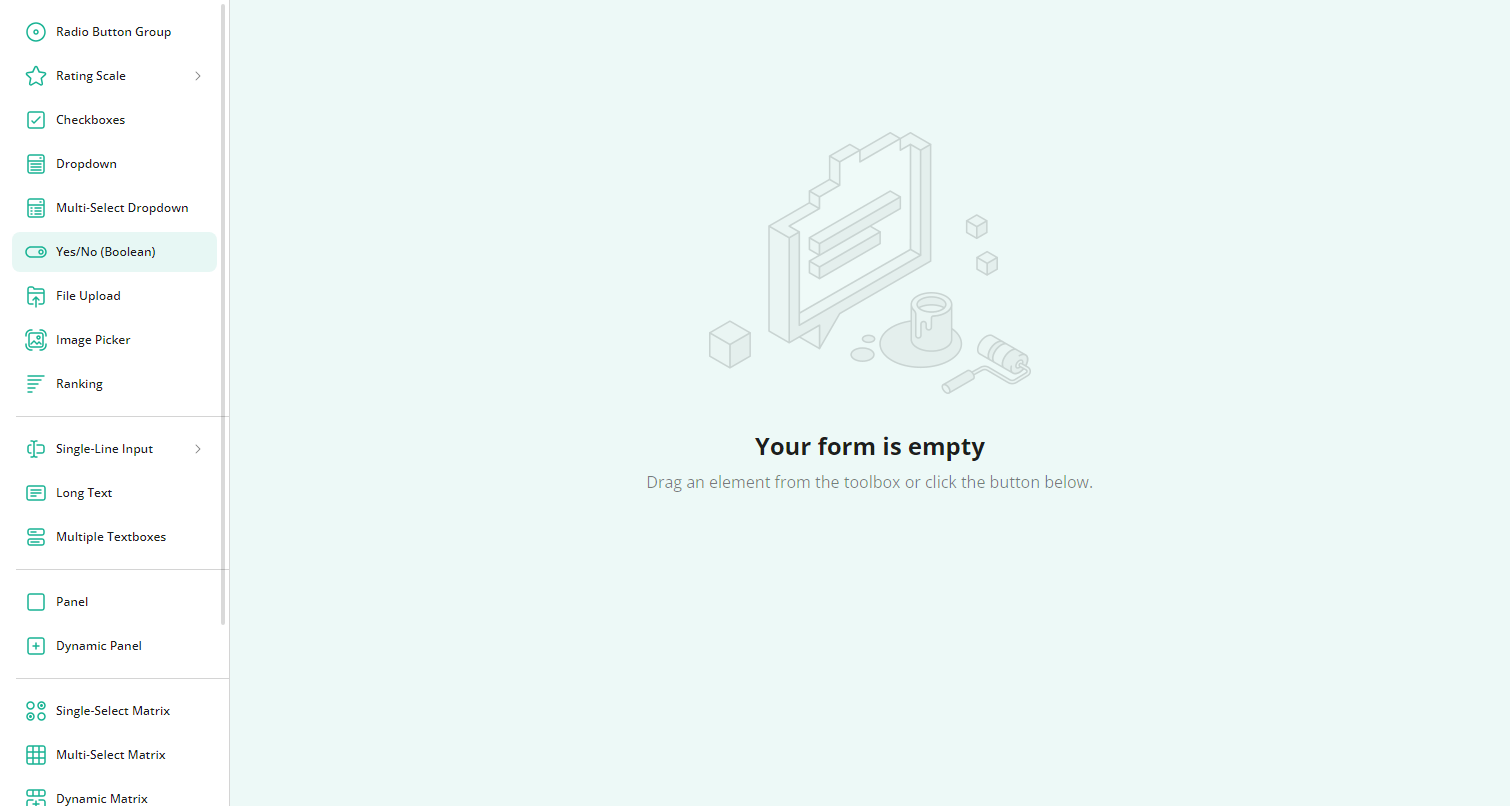 Radio Button Group
Rating Scale
Checkboxes
Dropdown
Multi-Select Dropdown
Yes/No (Boolean)
File Upload
Image Picker
Ranking
Single-Line Input
Long Text
Multiple Textboxes
Panel
Dynamic Panel
Single-Select Matrix
Multi-Select Matrix
Dynamic Matrix
Your form is empty
Drag an element from the toolbox or click the button below.